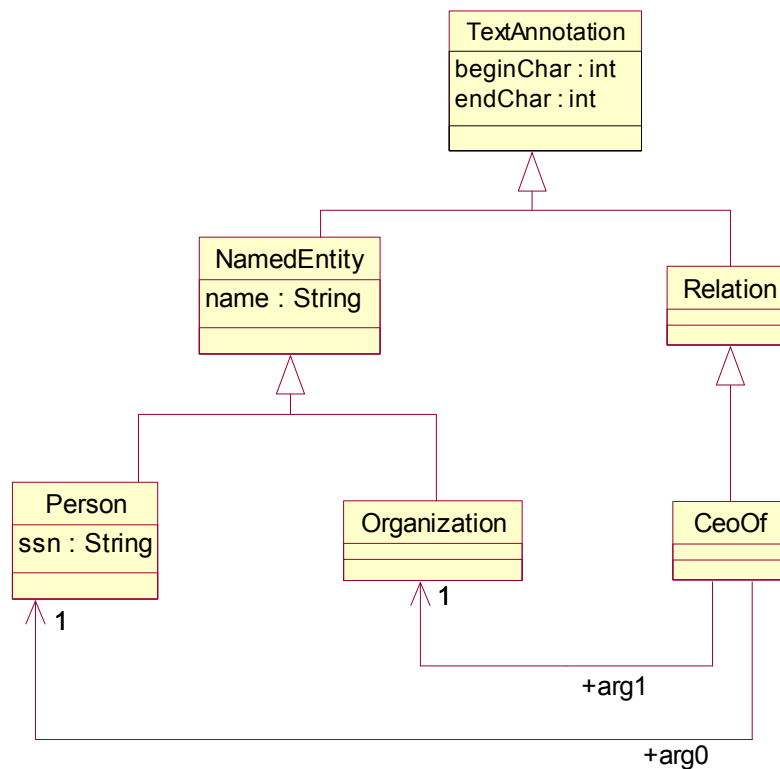 TextAnnotation
beginChar : int
endChar : int
NamedEntity
name : String
Relation
Person
ssn : String
Organization
CeoOf
1
1
+arg1
+arg0